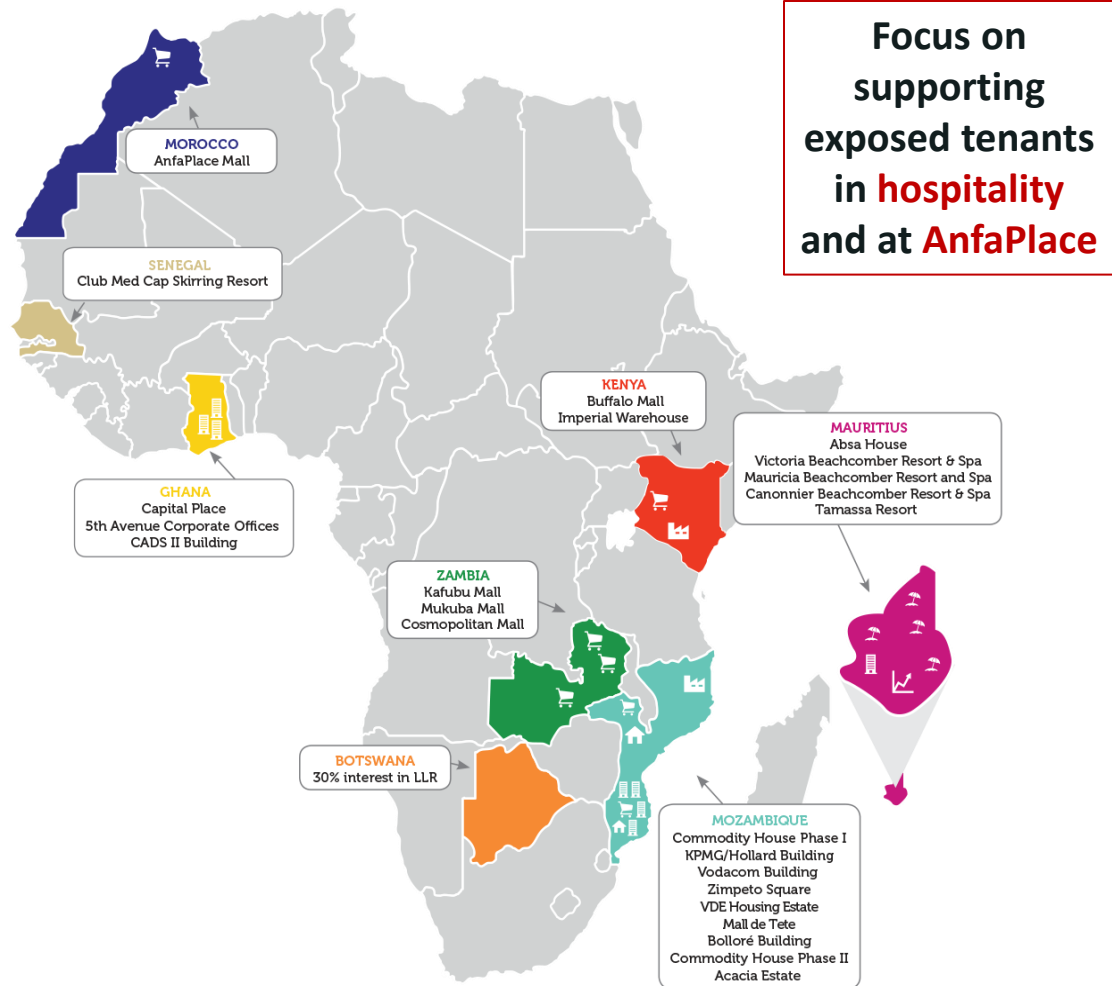 Focus on
supporting
exposed tenants
in hospitality
and at AnfaPlace
MOROCCO
AnfaPlace Mall
SENEGAL
Club Med Cap Skirring Resort
GHANA
Capital Place
5th Avenue Corporate Offices
CADS II Building
KENYA
Buffalo Mall
Imperial Warehouse
MAURITIUS
Absa House
Victoria Beachcomber Resort & Spa
Mauricia Beachcomber Resort and Spa
Canonnier Beachcomber Resort & Spa
Tamassa Resort
ZAMBIA
Kafubu Mall
Mukuba Mall
Cosmopolitan Mall
BOTSWANA
30% interest in LLR
MOZAMBIQUE
Commodity House Phase I
KPMG/Hollard Building
Vodacom Building
Zimpeto Square
VDE Housing Estate
Mall de Tete
Bolloré Building
Commodity House Phase II
Acacia Estate